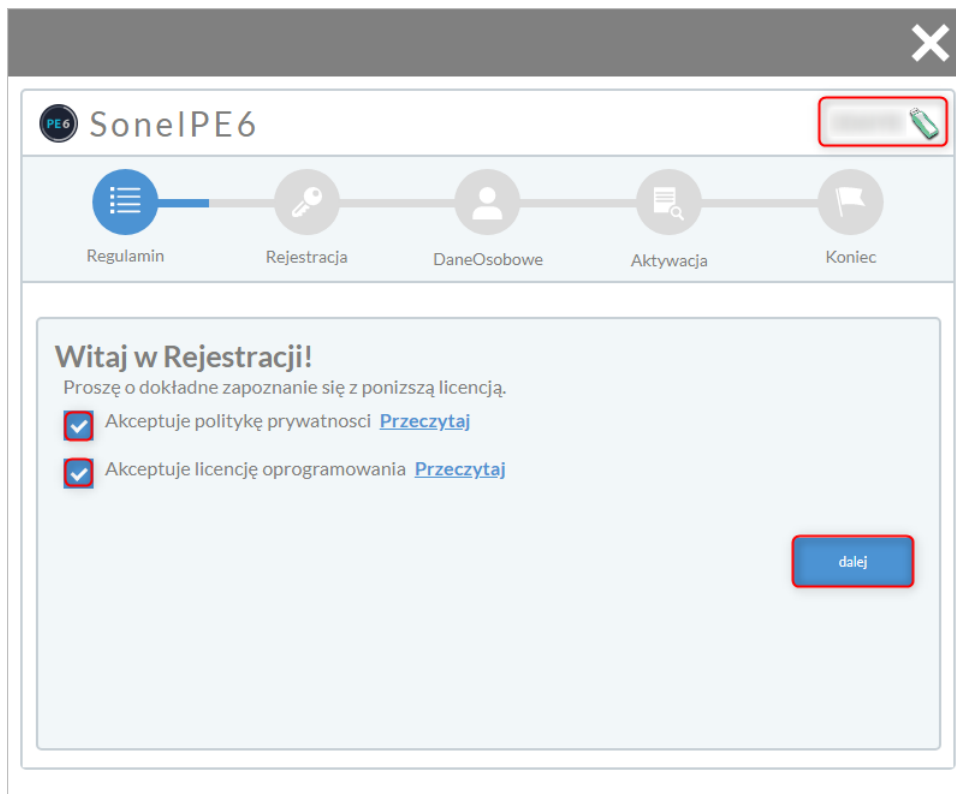 PE6 SonelPE6
Regulamin Rejestracja DaneOsobowe Aktywacja Koniec
Witaj w Rejestracji!
Proszę o dokładne zapoznanie się z ponizszą licencją.
Akceptuje politykę prywatnosci Przeczytaj
Akceptuje licencję oprogramowania Przeczytaj
dalej